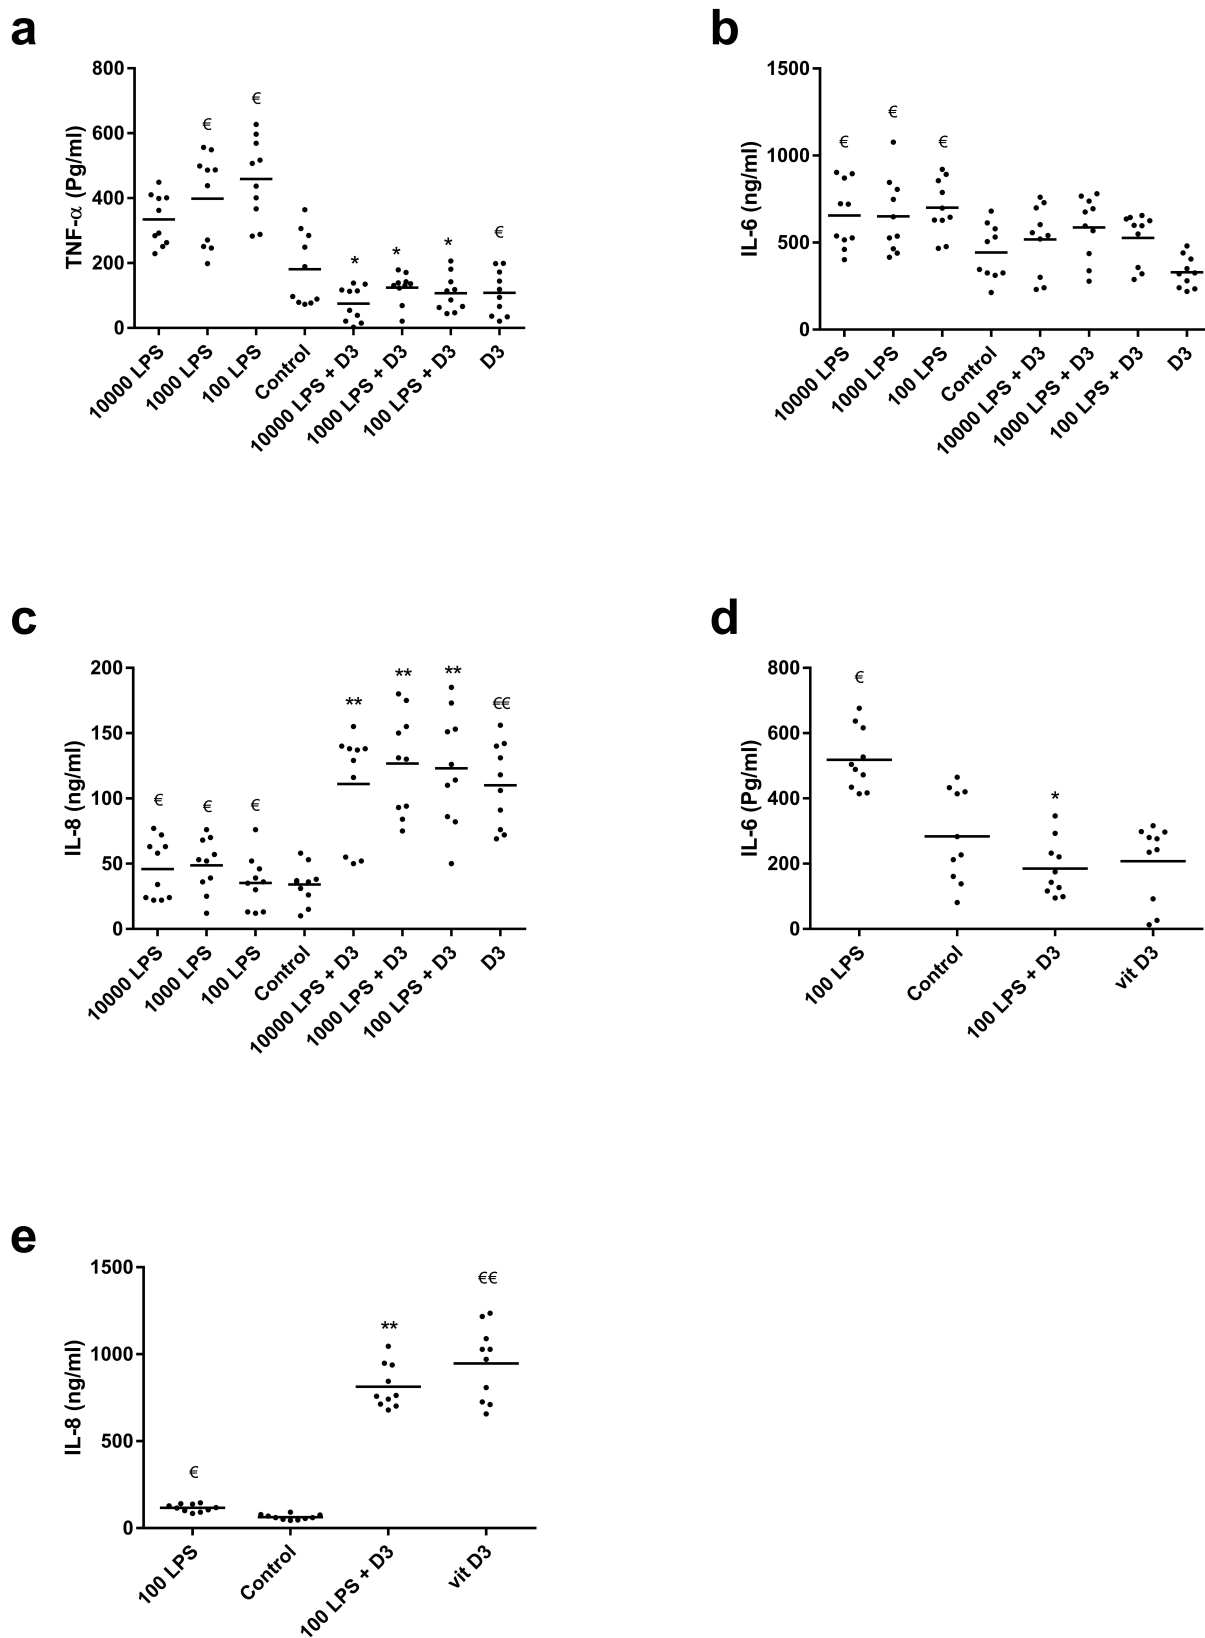 a
TNF-α (Pg/ml)
800
600
400
200
0
€
€
*
*
*
€
10000 LPS
1000 LPS
100 LPS
Control
10000 LPS + D3
1000 LPS + D3
100 LPS + D3
D3
b
IL-6 (ng/ml)
1500
1000
500
0
€
€
€
10000 LPS
1000 LPS
100 LPS
Control
10000 LPS + D3
1000 LPS + D3
100 LPS + D3
D3
c
IL-8 (ng/ml)
200
150
100
50
0
€
€
€
**
**
**
€€
10000 LPS
1000 LPS
100 LPS
Control
10000 LPS + D3
1000 LPS + D3
100 LPS + D3
D3
d
IL-6 (Pg/ml)
800
600
400
200
0
€
*
100 LPS
Control
100 LPS + D3
vit D3
e
IL-8 (ng/ml)
1500
1000
500
0
€
**
€€
100 LPS
Control
100 LPS + D3
vit D3